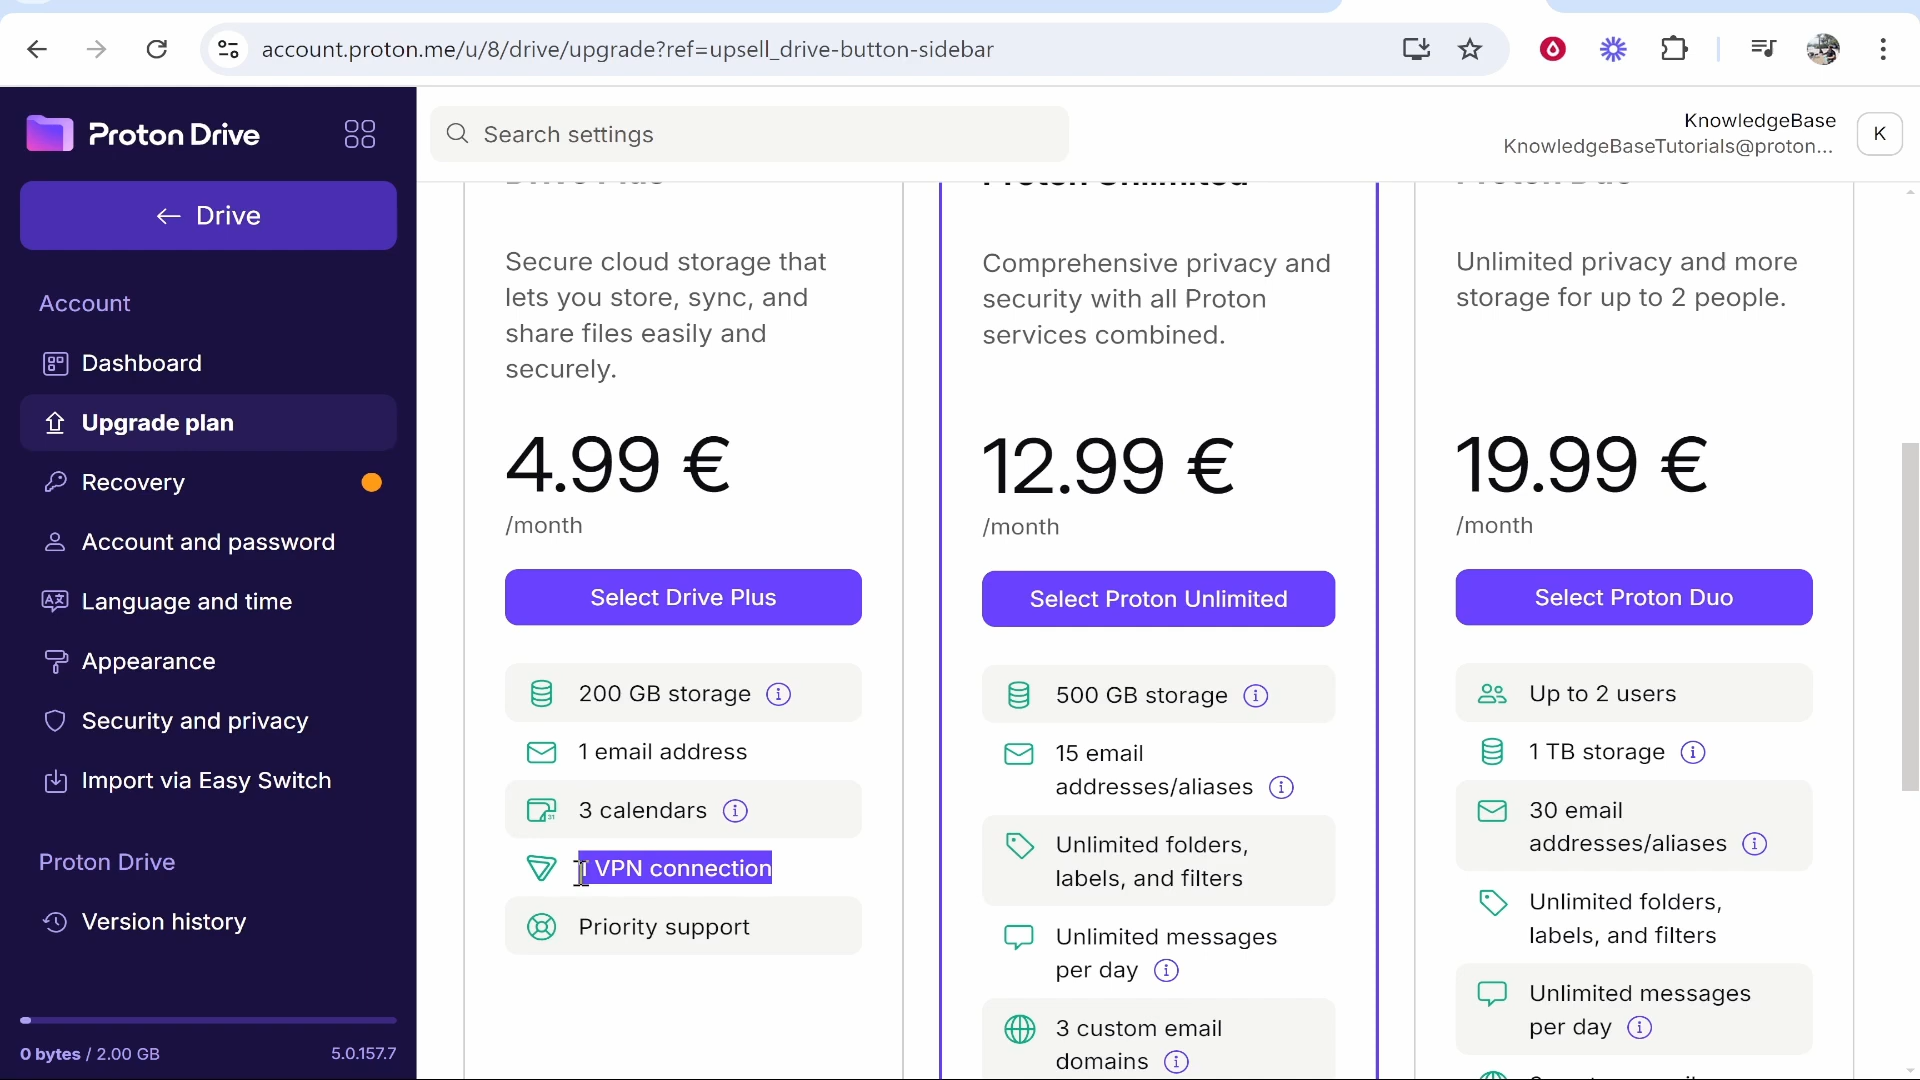 account.proton.me/u/8/drive/upgrade?ref=upsell_drive-button-sidebar
Proton Drive
Search settings
KnowledgeBase
KnowledgeBaseTutorials@proton...
K
← Drive
Account
Dashboard
Upgrade plan
Recovery
Account and password
Language and time
Appearance
Security and privacy
Import via Easy Switch
Proton Drive
Version history
0 bytes / 2.00 GB
5.0.157.7
Drive Plus
Secure cloud storage that
lets you store, sync, and
share files easily and
securely.
4.99 €
/month
Select Drive Plus
200 GB storage
1 email address
3 calendars
1 VPN connection
Priority support
Proton Unlimited
Comprehensive privacy and
security with all Proton
services combined.
12.99 €
/month
Select Proton Unlimited
500 GB storage
15 email
addresses/aliases
Unlimited folders,
labels, and filters
Unlimited messages
per day
3 custom email
domains
Proton Duo
Unlimited privacy and more
storage for up to 2 people.
19.99 €
/month
Select Proton Duo
Up to 2 users
1 TB storage
30 email
addresses/aliases
Unlimited folders,
labels, and filters
Unlimited messages
per day